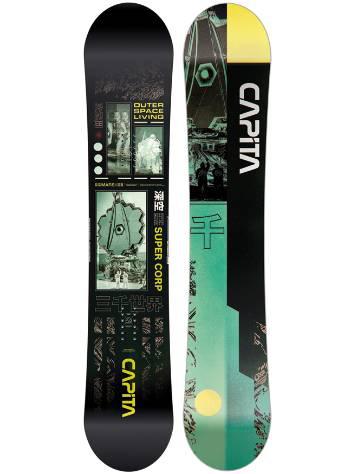 OUTER
SPACE
LIVING
深空
SUPER CORP
三千世界
CAPiTA
CAPiTA
千